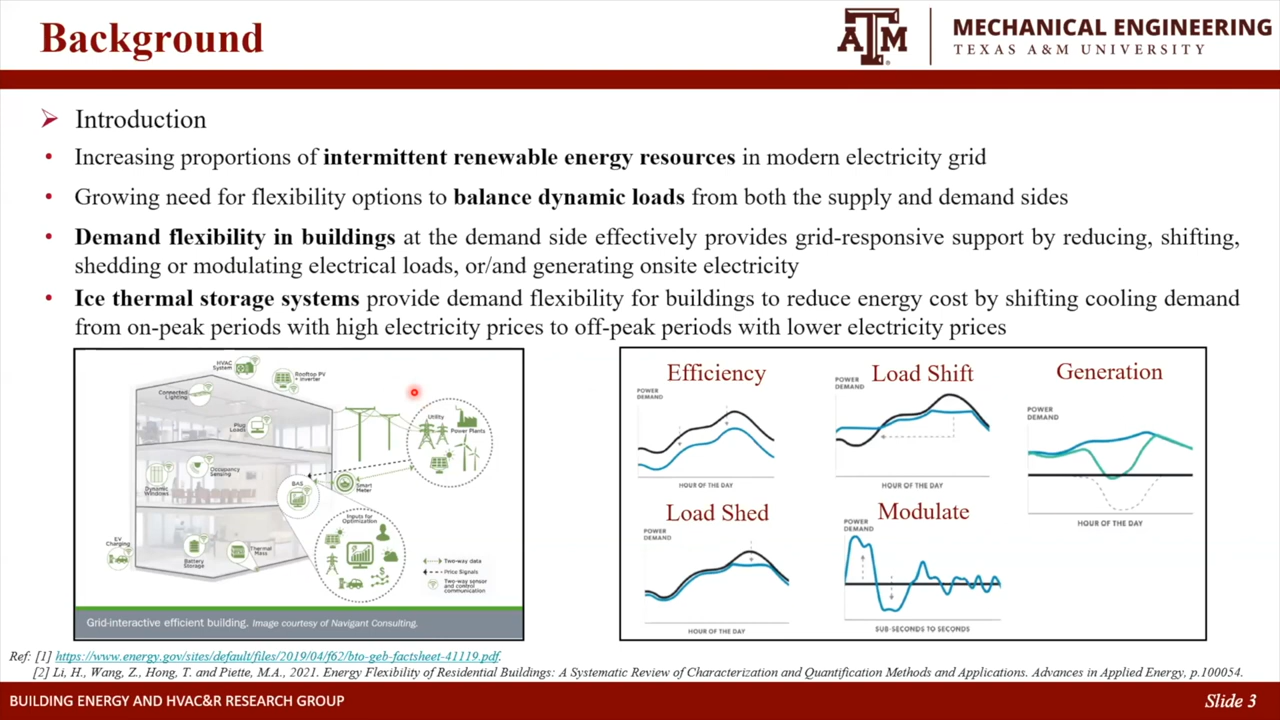 Background
ATM
MECHANICAL ENGINEERING
TEXAS A&M UNIVERSITY
Introduction
Increasing proportions of intermittent renewable energy resources in modern electricity grid
Growing need for flexibility options to balance dynamic loads from both the supply and demand sides
Demand flexibility in buildings at the demand side effectively provides grid-responsive support by reducing, shifting,
shedding or modulating electrical loads, or/and generating onsite electricity
Ice thermal storage systems provide demand flexibility for buildings to reduce energy cost by shifting cooling demand
from on-peak periods with high electricity prices to off-peak periods with lower electricity prices
HVAC
System
Rooftop PV
+ Inverter
Connected
Lighting
Plug
Loads
Utility
Power Plants
Occupancy
Sensing
Dynamic
Windows
BAS
Smart
Meter
Inputs for
Optimization
EV
Charging
Battery
Storage
Thermal
Mass
Two-way data
Price Signals
Two-way sensor
and control
communication
Grid-interactive efficient building. Image courtesy of Navigant Consulting.
Efficiency
POWER
DEMAND
HOUR OF THE DAY
Load Shift
POWER
DEMAND
HOUR OF THE DAY
Generation
POWER
DEMAND
HOUR OF THE DAY
Load Shed
POWER
DEMAND
HOUR OF THE DAY
Modulate
POWER
DEMAND
SUB-SECONDS TO SECONDS
Ref: [1] https://www.energy.gov/sites/default/files/2019/04/f62/bto-geb-factsheet-41119.pdf.
[2] Li, H., Wang, Z., Hong, T. and Piette, M.A., 2021. Energy Flexibility of Residential Buildings: A Systematic Review of Characterization and Quantification Methods and Applications. Advances in Applied Energy, p.100054.
BUILDING ENERGY AND HVAC&R RESEARCH GROUP
Slide 3